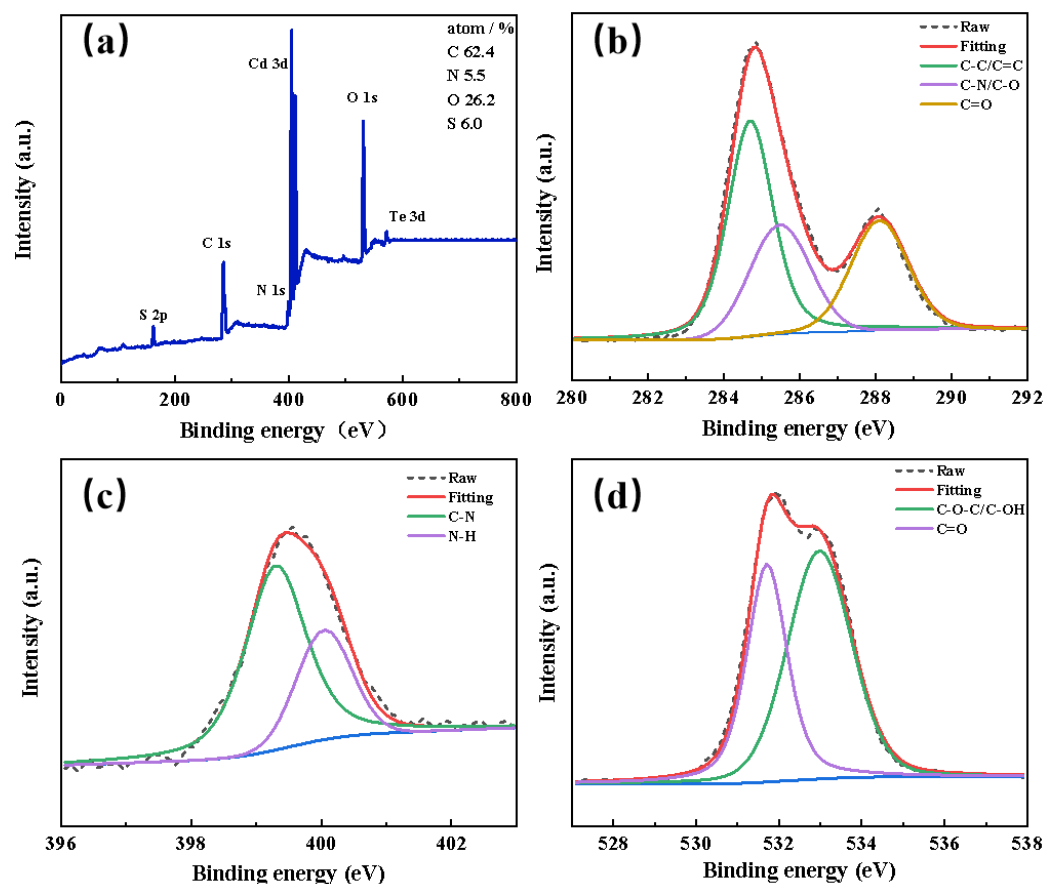 (a)
atom / %
C 62.4
N 5.5
O 26.2
S 6.0
Cd 3d
O 1s
Te 3d
C 1s
N 1s
S 2p
Intensity (a.u.)
0 200 400 600 800
Binding energy（eV）
(b)
Raw
Fitting
C-C/C=C
C-N/C-O
C=O
Intensity (a.u.)
280 282 284 286 288 290 292
Binding energy (eV)
(c)
Raw
Fitting
C-N
N-H
Intensity (a.u.)
396 398 400 402
Binding energy (eV)
(d)
Raw
Fitting
C-O-C/C-OH
C=O
Intensity (a.u.)
528 530 532 534 536 538
Binding energy (eV)